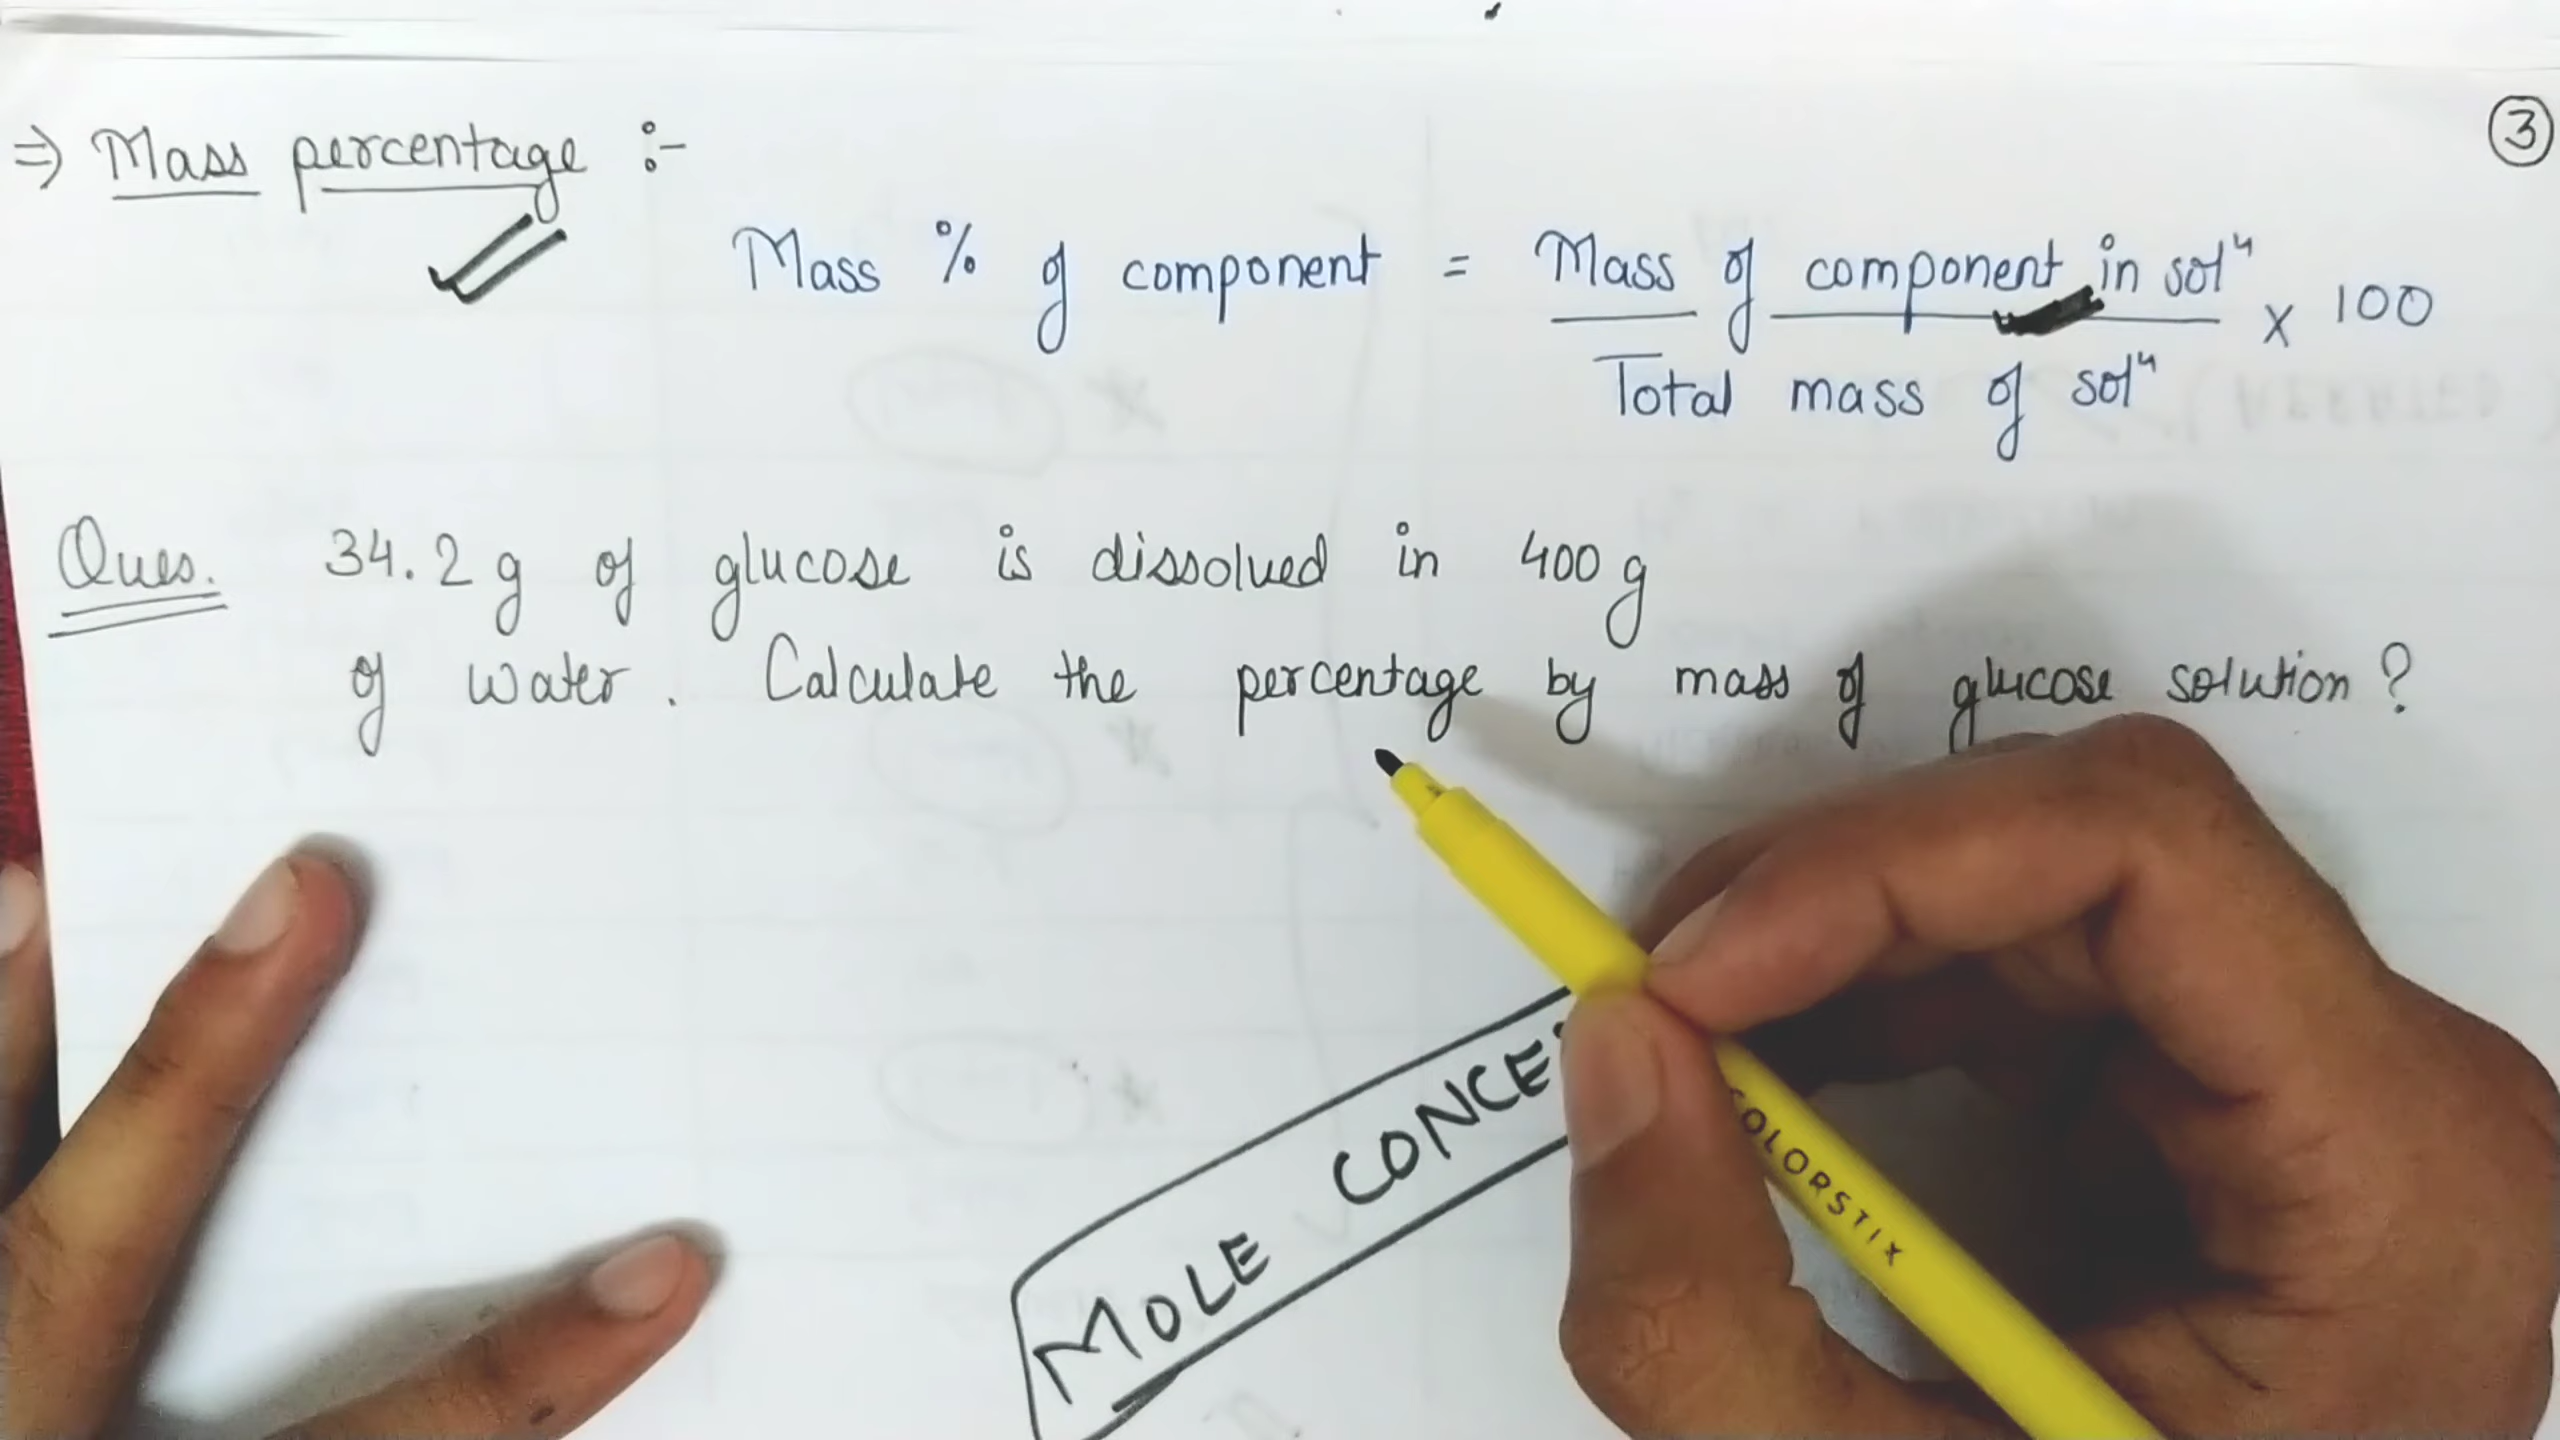 ③
⇒ Mass percentage :-
Mass % of component = Mass of component in solⁿ × 100
Total mass of solⁿ
Ques. 34.2 g of glucose is dissolved in 400 g
of water. Calculate the percentage by mass of glucose solution?
MOLE
COLORSTIX